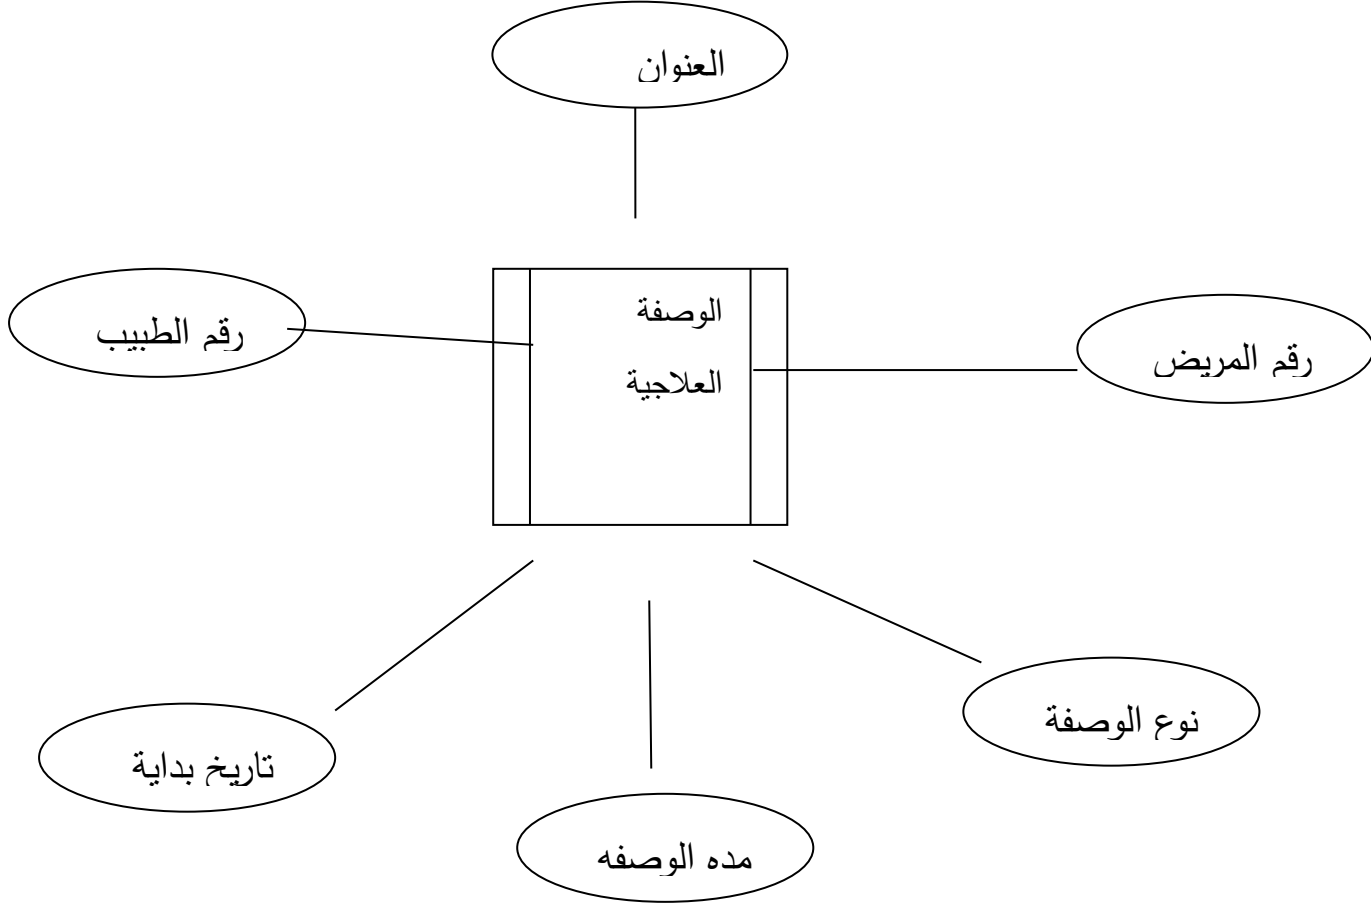 العنوان
الوصفة
العلاجية
رقم المريض
رقم الطبيب
نوع الوصفة
تاريخ بداية
مده الوصفه